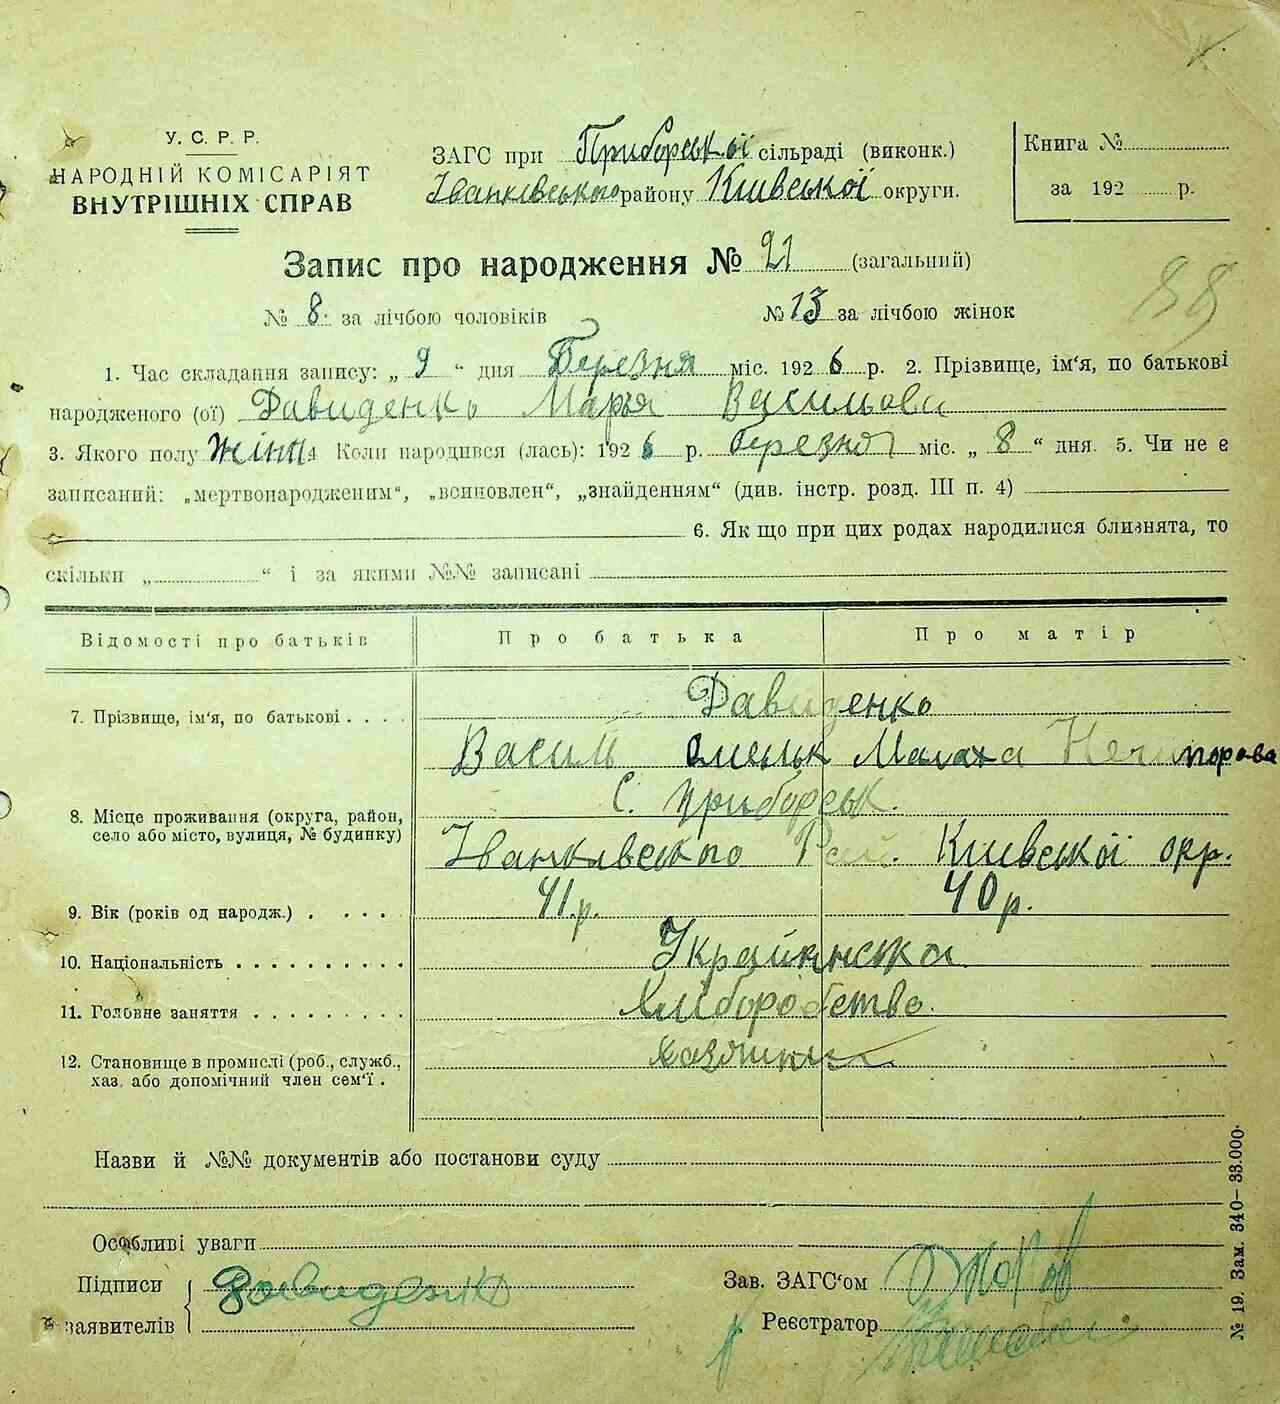 У. С. Р. Р.
НАРОДНІЙ КОМІСАРІЯТ
ВНУТРІШНІХ СПРАВ
ЗАГС при Приборської сільраді (виконк.)
Іванківського району Київської округи.
Книга №
за 192 р.
Запис про народження № 21 (загальний)
№ 8. за лічбою чоловіків № 13 за лічбою жінок
88
1. Час складання запису: „ 9 “ дня Березня міс. 1926 р. 2. Прізвище, ім‘я, по батькові
народженого (ої) Давиденко Марья Васильова
3. Якого полу жіно 4 Коли народився (лась): 1926 р. березня міс. „ 8 “ дня. 5. Чи не є
записаний: „мертвонародженим“, „всиновлен“, „знайденням“ (див. інстр. розд. III п. 4)
6. Як що при цих родах народилися близнята, то
скільки „ “ і за якими №№ записані
Відомості про батьків Про батька Про матір
7. Прізвище, ім‘я, по батькові . . . . Давиденко
Василь Малаха Нечипорова
8. Місце проживання (округа, район, с. Приборськ.
село або місто, вулиця, № будинку) Іванківського Рай. Київської окр.
9. Вік (років од народж.) . . . . 41 р. 40 р.
10. Національність . . . . . . . . . . Украйинська
11. Головне заняття . . . . . . . . . Хліборобство.
12. Становище в промислі (роб., служб., Хазяини
хаз. або допомічний член сем‘ї .
Назви й №№ документів або постанови суду
Особливі уваги
Підписи Давиденко Зав. ЗАГС‘ом
заявителів Реєстратор
№ 19. Зам. 340—33.000.